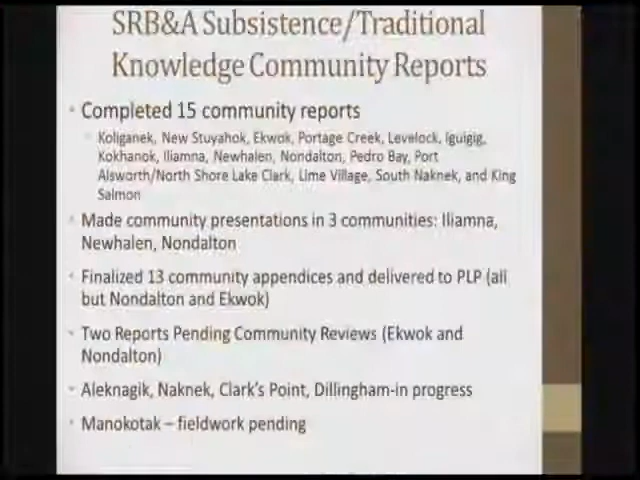 SRB&A Subsistence/Traditional
Knowledge Community Reports
• Completed 15 community reports
• Koliganek, New Stuyahok, Ekwok, Portage Creek, Levelock, Iguigig,
Kokhanok, Iliamna, Newhalen, Nondalton, Pedro Bay, Port
Alsworth/North Shore Lake Clark, Lime Village, South Naknek, and King
Salmon
• Made community presentations in 3 communities: Iliamna,
Newhalen, Nondalton
• Finalized 13 community appendices and delivered to PLP (all
but Nondalton and Ekwok)
• Two Reports Pending Community Reviews (Ekwok and
Nondalton)
• Aleknagik, Naknek, Clark's Point, Dillingham-in progress
• Manokotak – fieldwork pending